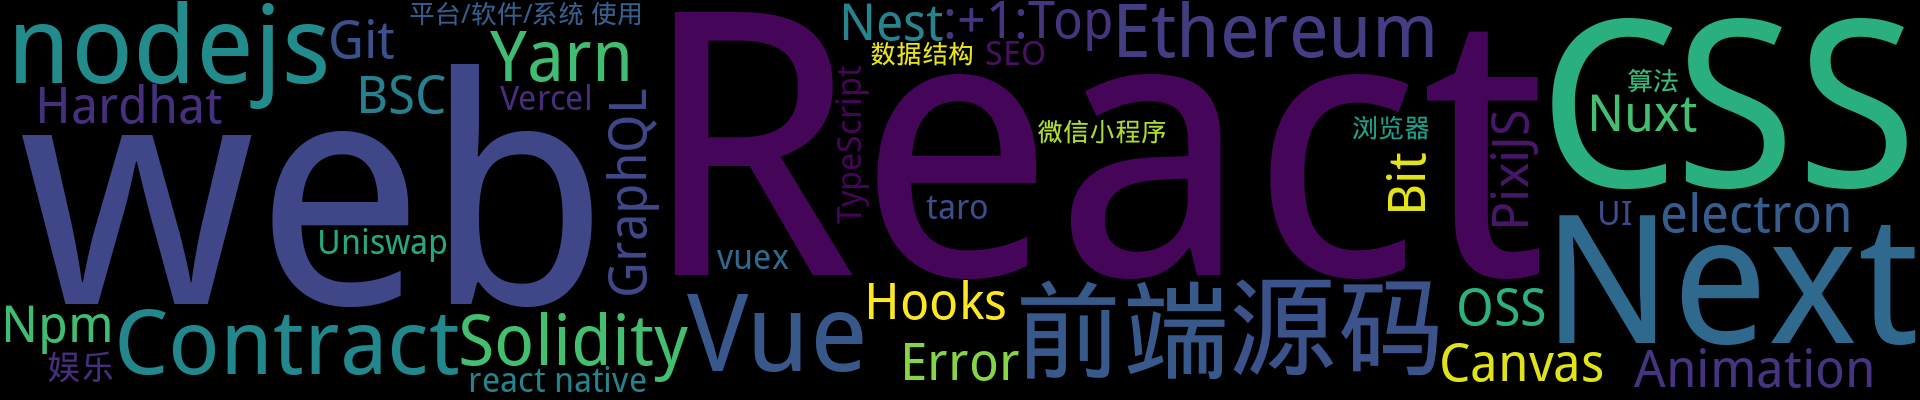 nodejs
Git
平台/软件/系统 使用
Yarn
Nest
:+1:Top
Ethereum
CSS
Hardhat
BSC
Vercel
数据结构
SEO
算法
Nuxt
web
GraphQL
React
TypeScript
微信小程序
浏览器
Bit
PixiJS
taro
UI
electron
Uniswap
vuex
Next
Npm
Contract
Solidity
Vue
Hooks
前端源码
OSS
娱乐
react native
Error
Canvas
Animation